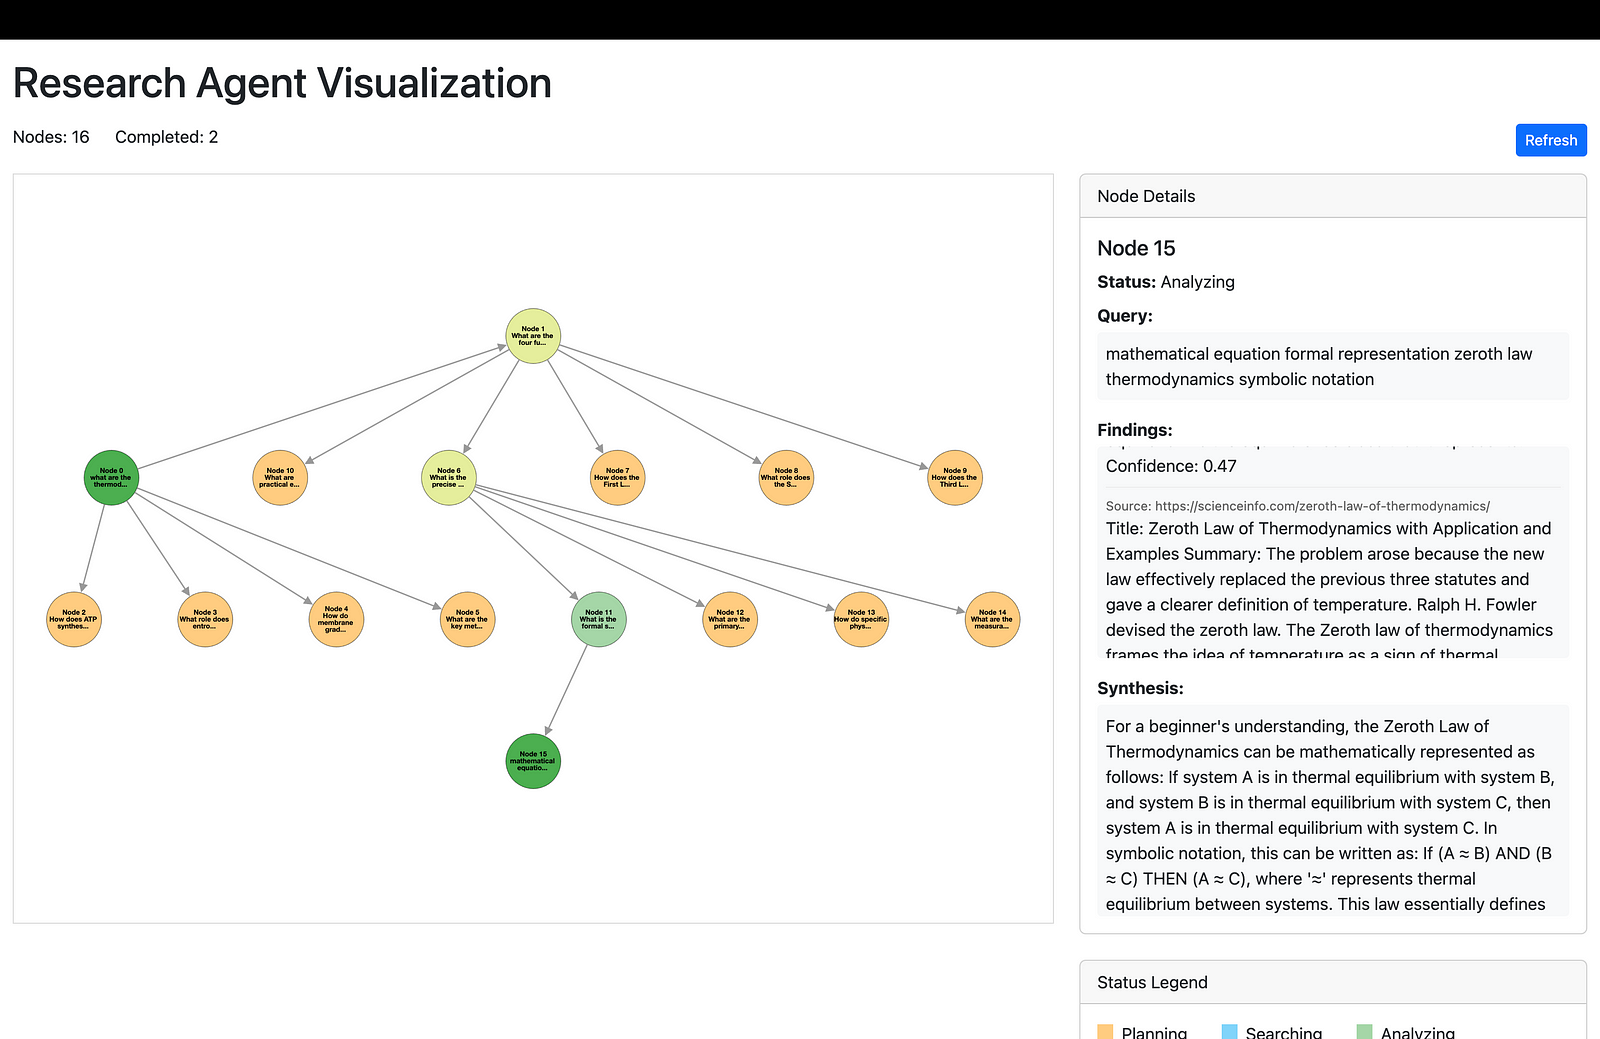 Research Agent Visualization
Nodes: 16 Completed: 2
Refresh
Node 1
What are the
four fu...
Node 0
what are the
thermod...
Node 10
What are
practical e...
Node 6
What is the
precise ...
Node 7
How does the
First L...
Node 8
What role does
the S...
Node 9
How does the
Third L...
Node 2
How does ATP
synthes...
Node 3
What role does
entro...
Node 4
How do
membrane
grad...
Node 5
What are the
key met...
Node 11
What is the
formal s...
Node 12
What are the
primary...
Node 13
How do specific
phys...
Node 14
What are the
measura...
Node 15
mathematical
equatio...
Node Details
Node 15
Status: Analyzing
Query:
mathematical equation formal representation zeroth law
thermodynamics symbolic notation
Findings:
Confidence: 0.47
Source: https://scienceinfo.com/zeroth-law-of-thermodynamics/
Title: Zeroth Law of Thermodynamics with Application and
Examples Summary: The problem arose because the new
law effectively replaced the previous three statutes and
gave a clearer definition of temperature. Ralph H. Fowler
devised the zeroth law. The Zeroth law of thermodynamics
frames the idea of temperature as a sign of thermal
Synthesis:
For a beginner's understanding, the Zeroth Law of
Thermodynamics can be mathematically represented as
follows: If system A is in thermal equilibrium with system B,
and system B is in thermal equilibrium with system C, then
system A is in thermal equilibrium with system C. In
symbolic notation, this can be written as: If (A ≈ B) AND (B
≈ C) THEN (A ≈ C), where '≈' represents thermal
equilibrium between systems. This law essentially defines
Status Legend
Planning Searching Analyzing